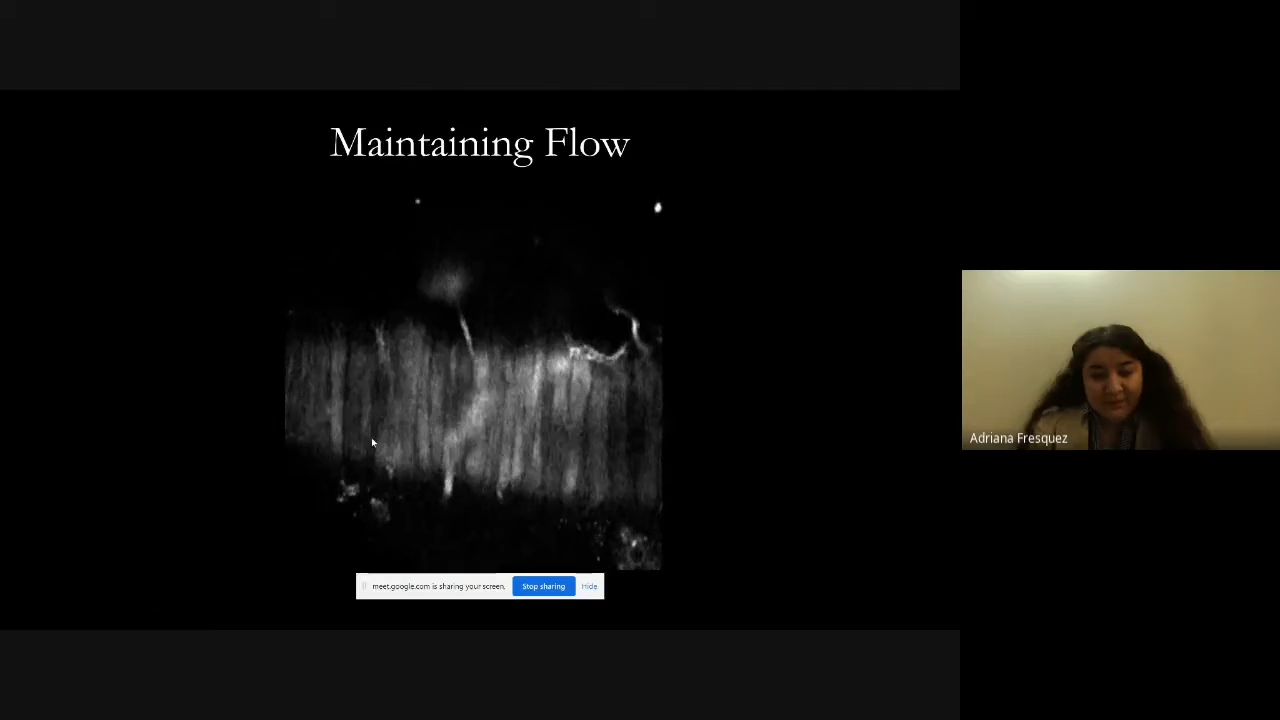 Maintaining Flow
Adriana Fresquez
meet.google.com is sharing your screen.
Stop sharing
Hide